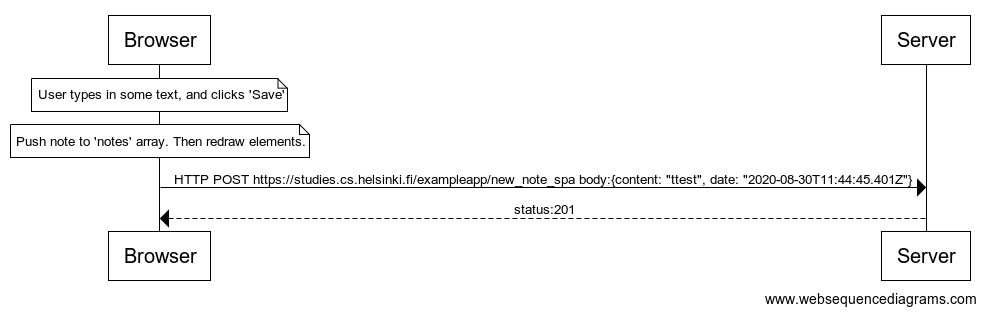 Browser
Server
User types in some text, and clicks 'Save'
Push note to 'notes' array. Then redraw elements.
HTTP POST https://studies.cs.helsinki.fi/exampleapp/new_note_spa body:{content: "ttest", date: "2020-08-30T11:44:45.401Z"}
status:201
Browser
Server
www.websequencediagrams.com